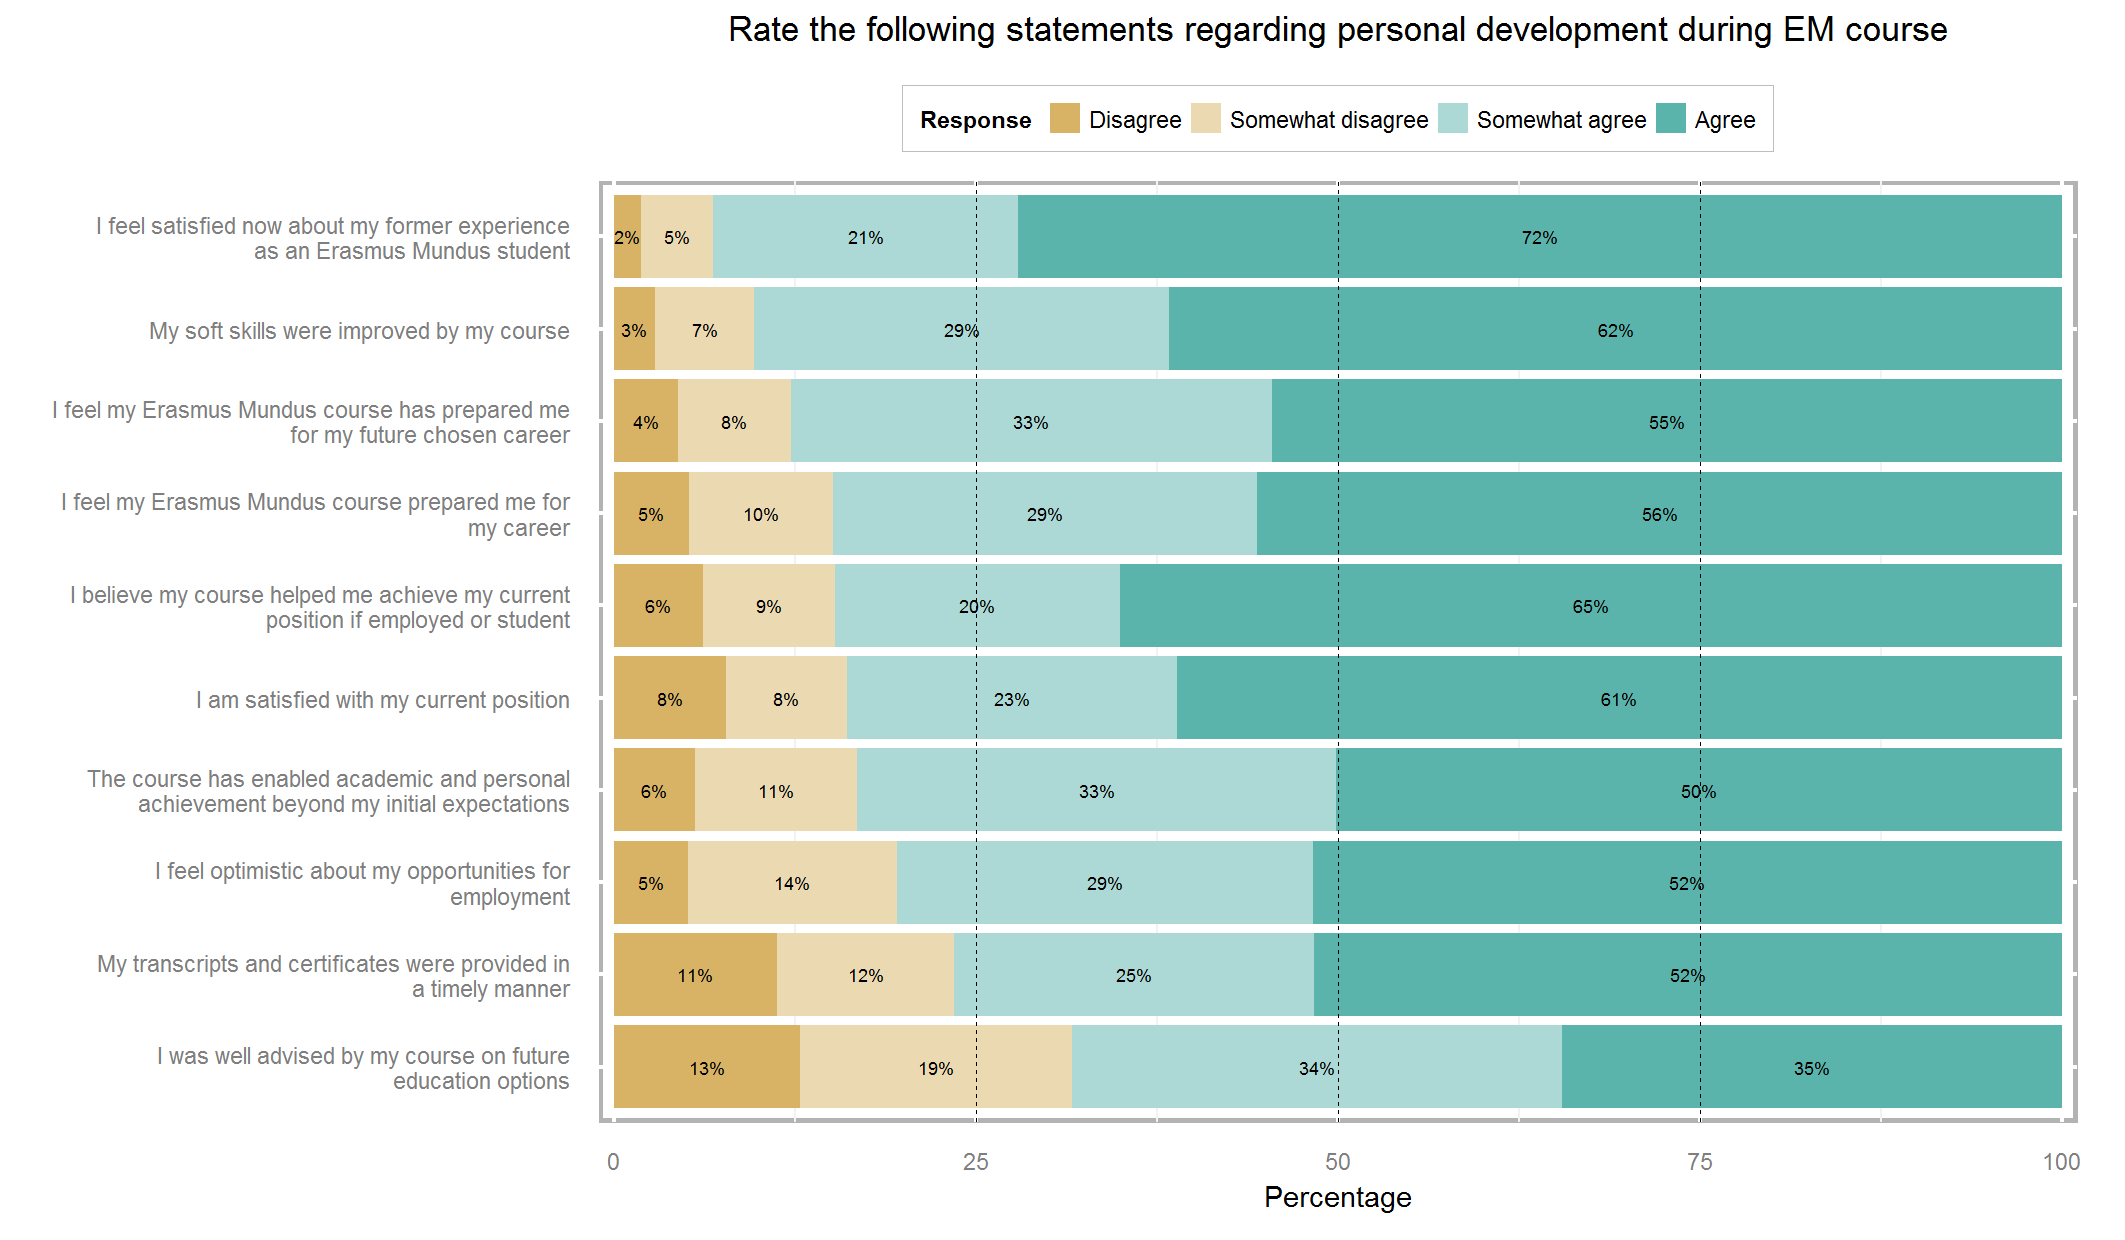 Rate the following statements regarding personal development during EM course
Response Disagree Somewhat disagree Somewhat agree Agree
I feel satisfied now about my former experience
as an Erasmus Mundus student
2% 5% 21% 72%
My soft skills were improved by my course
3% 7% 29% 62%
I feel my Erasmus Mundus course has prepared me
for my future chosen career
4% 8% 33% 55%
I feel my Erasmus Mundus course prepared me for
my career
5% 10% 29% 56%
I believe my course helped me achieve my current
position if employed or student
6% 9% 20% 65%
I am satisfied with my current position
8% 8% 23% 61%
The course has enabled academic and personal
achievement beyond my initial expectations
6% 11% 33% 50%
I feel optimistic about my opportunities for
employment
5% 14% 29% 52%
My transcripts and certificates were provided in
a timely manner
11% 12% 25% 52%
I was well advised by my course on future
education options
13% 19% 34% 35%
0 25 50 75 100
Percentage